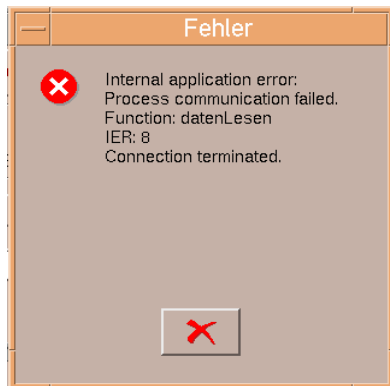 Fehler
Internal application error:
Process communication failed.
Function: datenLesen
IER: 8
Connection terminated.